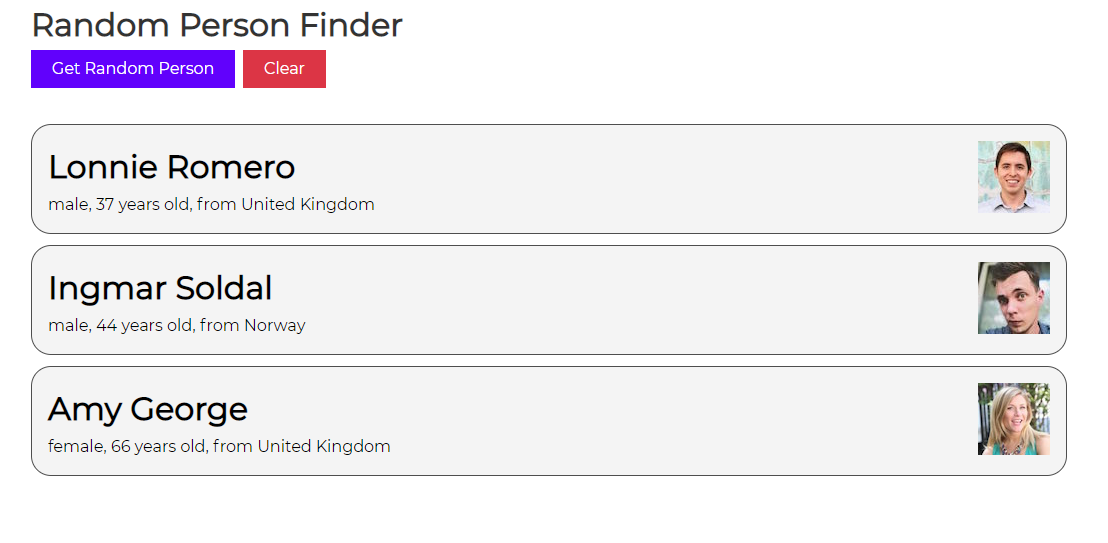 Random Person Finder
Get Random Person Clear
Lonnie Romero
male, 37 years old, from United Kingdom
Ingmar Soldal
male, 44 years old, from Norway
Amy George
female, 66 years old, from United Kingdom